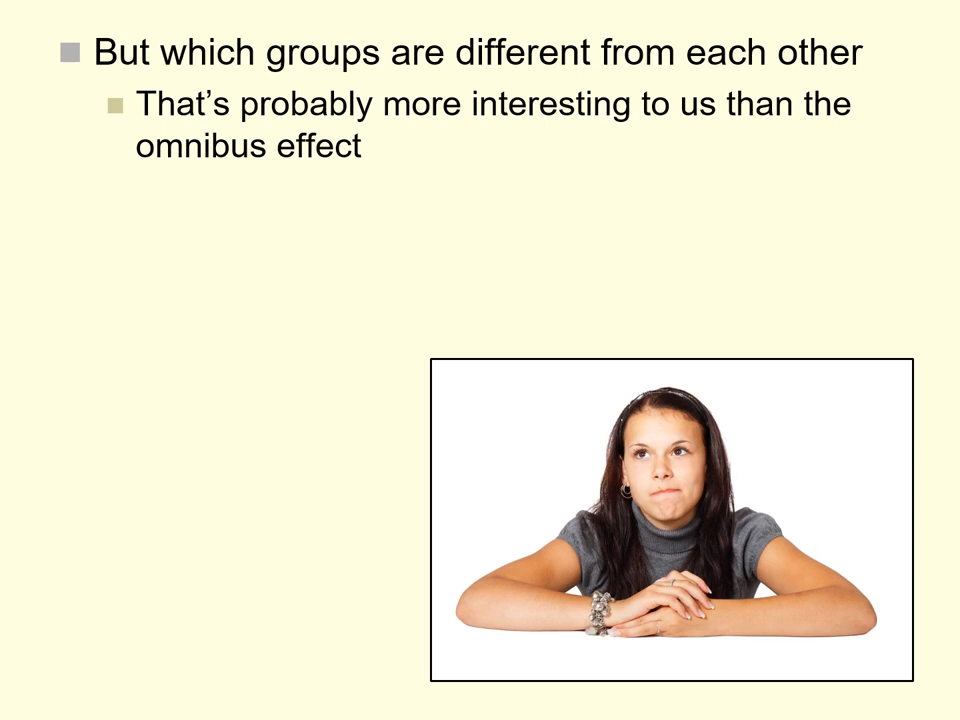 But which groups are different from each other
That’s probably more interesting to us than the
omnibus effect